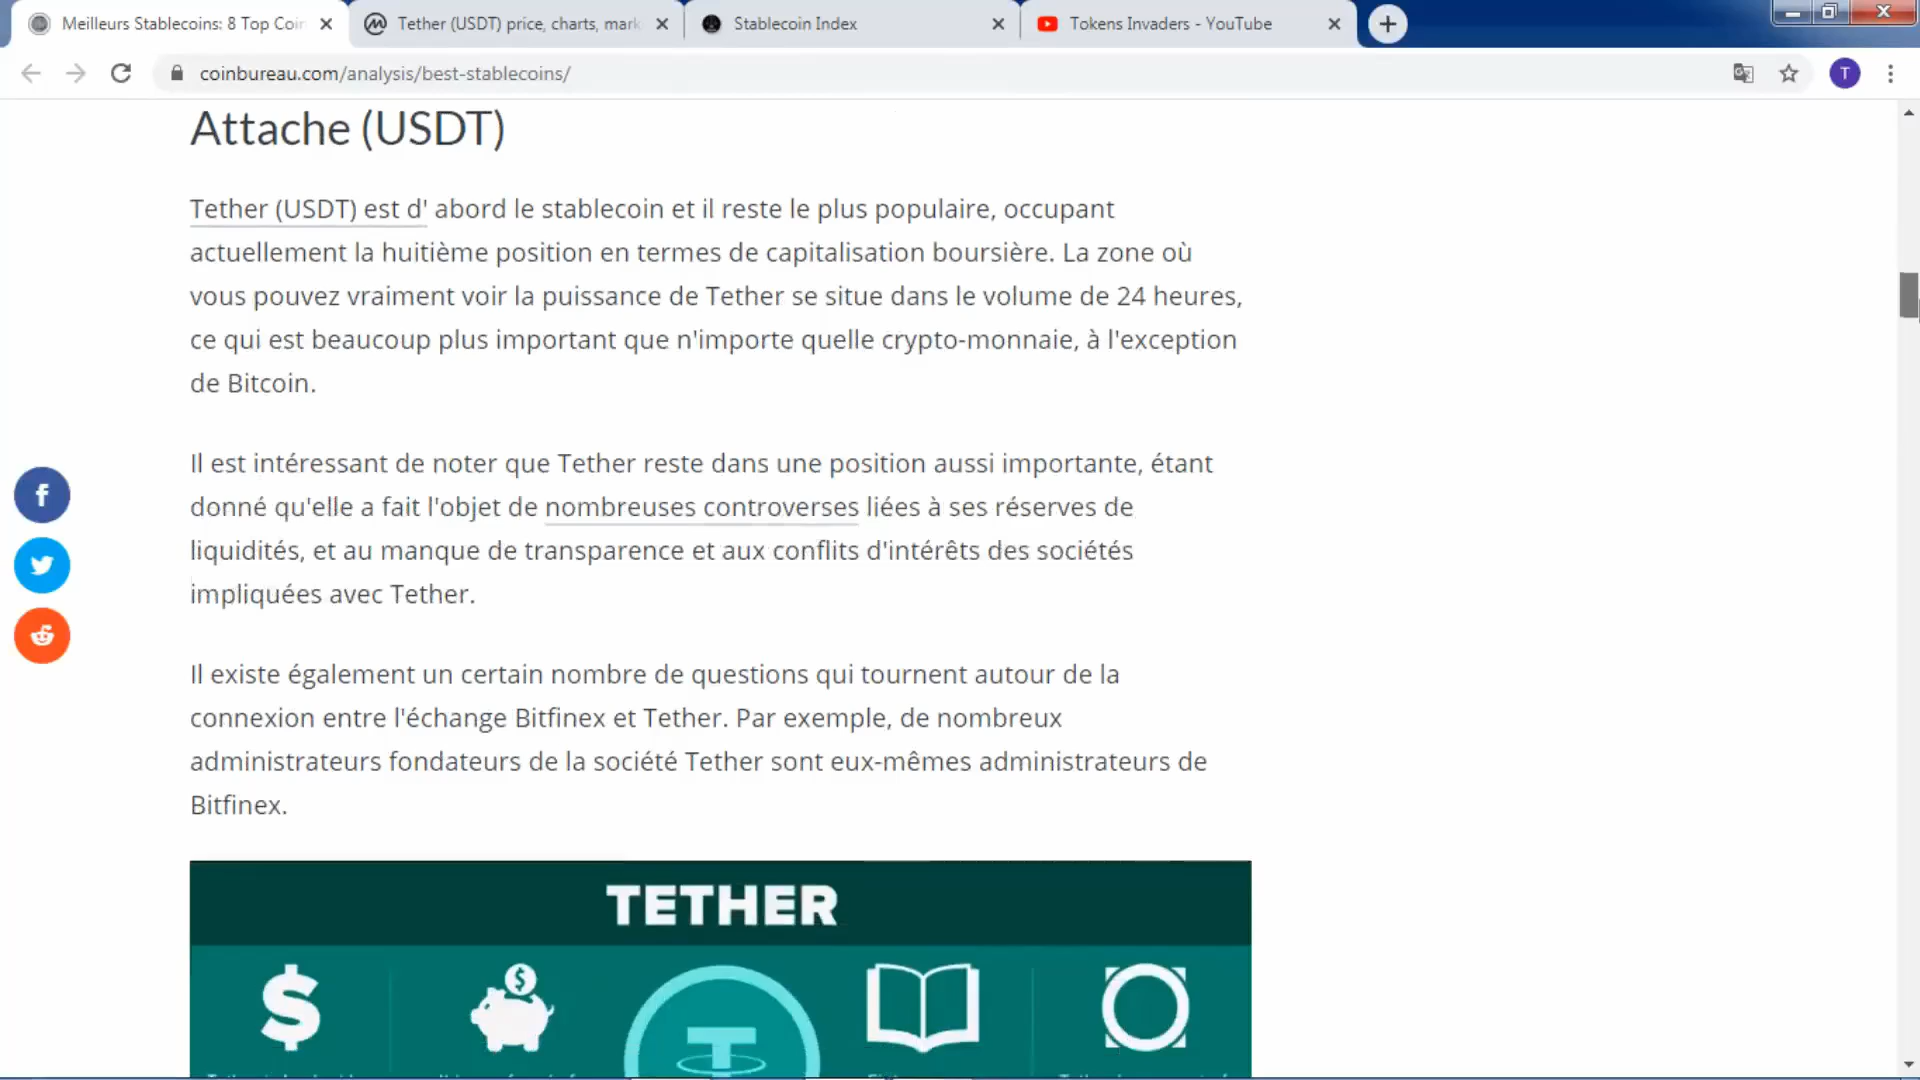 Meilleurs Stablecoins: 8 Top Coin
Tether (USDT) price, charts, mark
Stablecoin Index
Tokens Invaders - YouTube
coinbureau.com/analysis/best-stablecoins/
T
Attache (USDT)
Tether (USDT) est d' abord le stablecoin et il reste le plus populaire, occupant
actuellement la huitième position en termes de capitalisation boursière. La zone où
vous pouvez vraiment voir la puissance de Tether se situe dans le volume de 24 heures,
ce qui est beaucoup plus important que n'importe quelle crypto-monnaie, à l'exception
de Bitcoin.
Il est intéressant de noter que Tether reste dans une position aussi importante, étant
donné qu'elle a fait l'objet de nombreuses controverses liées à ses réserves de
liquidités, et au manque de transparence et aux conflits d'intérêts des sociétés
impliquées avec Tether.
Il existe également un certain nombre de questions qui tournent autour de la
connexion entre l'échange Bitfinex et Tether. Par exemple, de nombreux
administrateurs fondateurs de la société Tether sont eux-mêmes administrateurs de
Bitfinex.
TETHER